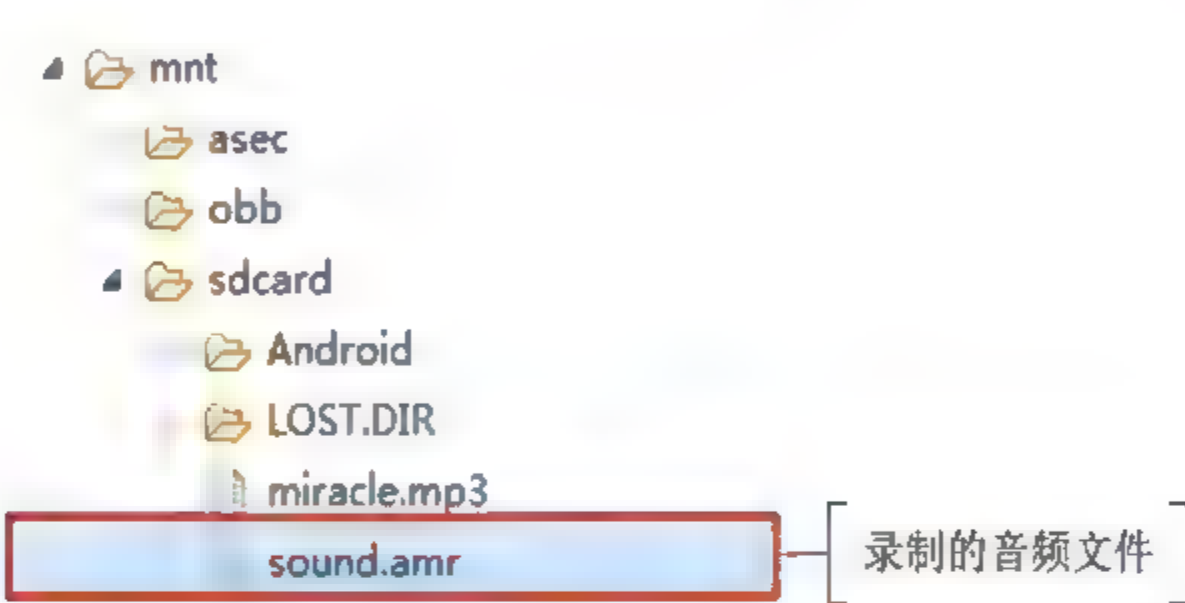 mnt
asec
obb
sdcard
Android
LOST.DIR
miracle.mp3
sound.amr
录制的音频文件